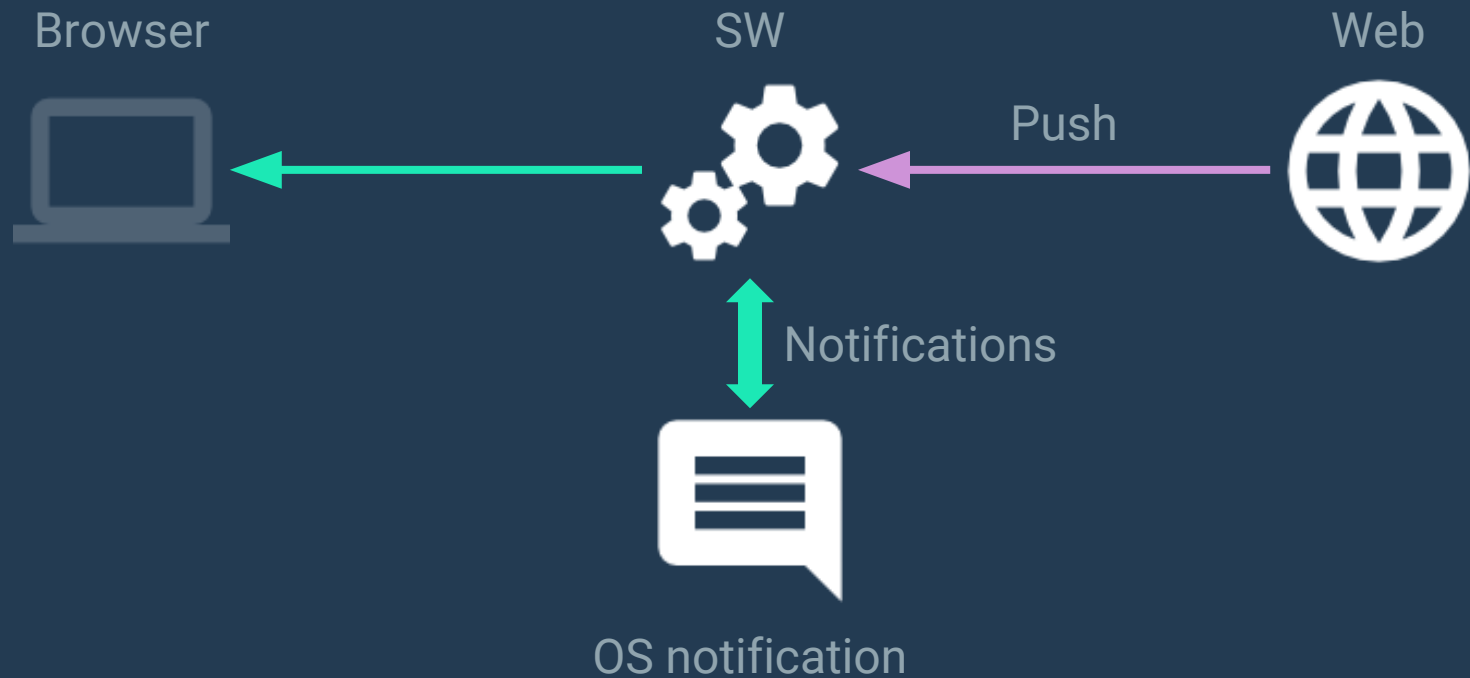 Browser
SW
Web
Push
Notifications
OS notification